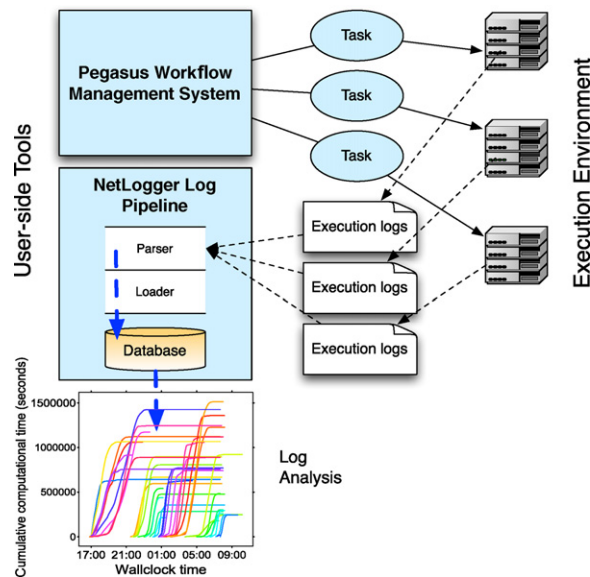 Pegasus Workflow
Management System
Task
Task
Task
User-side Tools
Execution Environment
NetLogger Log
Pipeline
Parser
Loader
Database
Execution logs
Execution logs
Execution logs
Cumulative computational time (seconds)
1500000
1000000
500000
0
17:00 21:00 01:00 05:00 09:00
Wallclock time
Log
Analysis